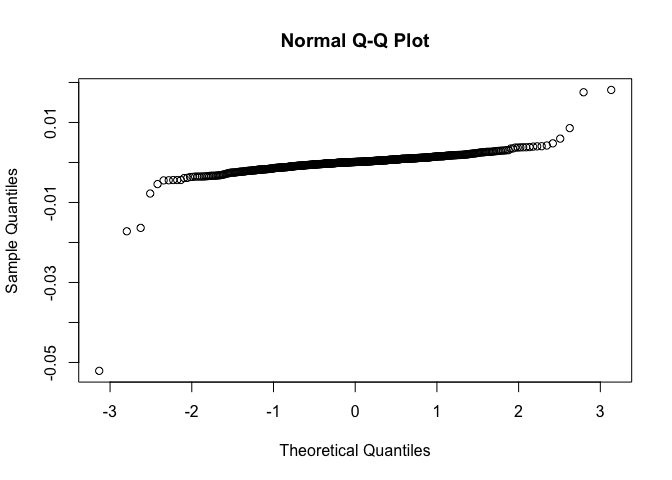 Normal Q-Q Plot
0.01
-0.01
-0.03
-0.05
Sample Quantiles
-3 -2 -1 0 1 2 3
Theoretical Quantiles